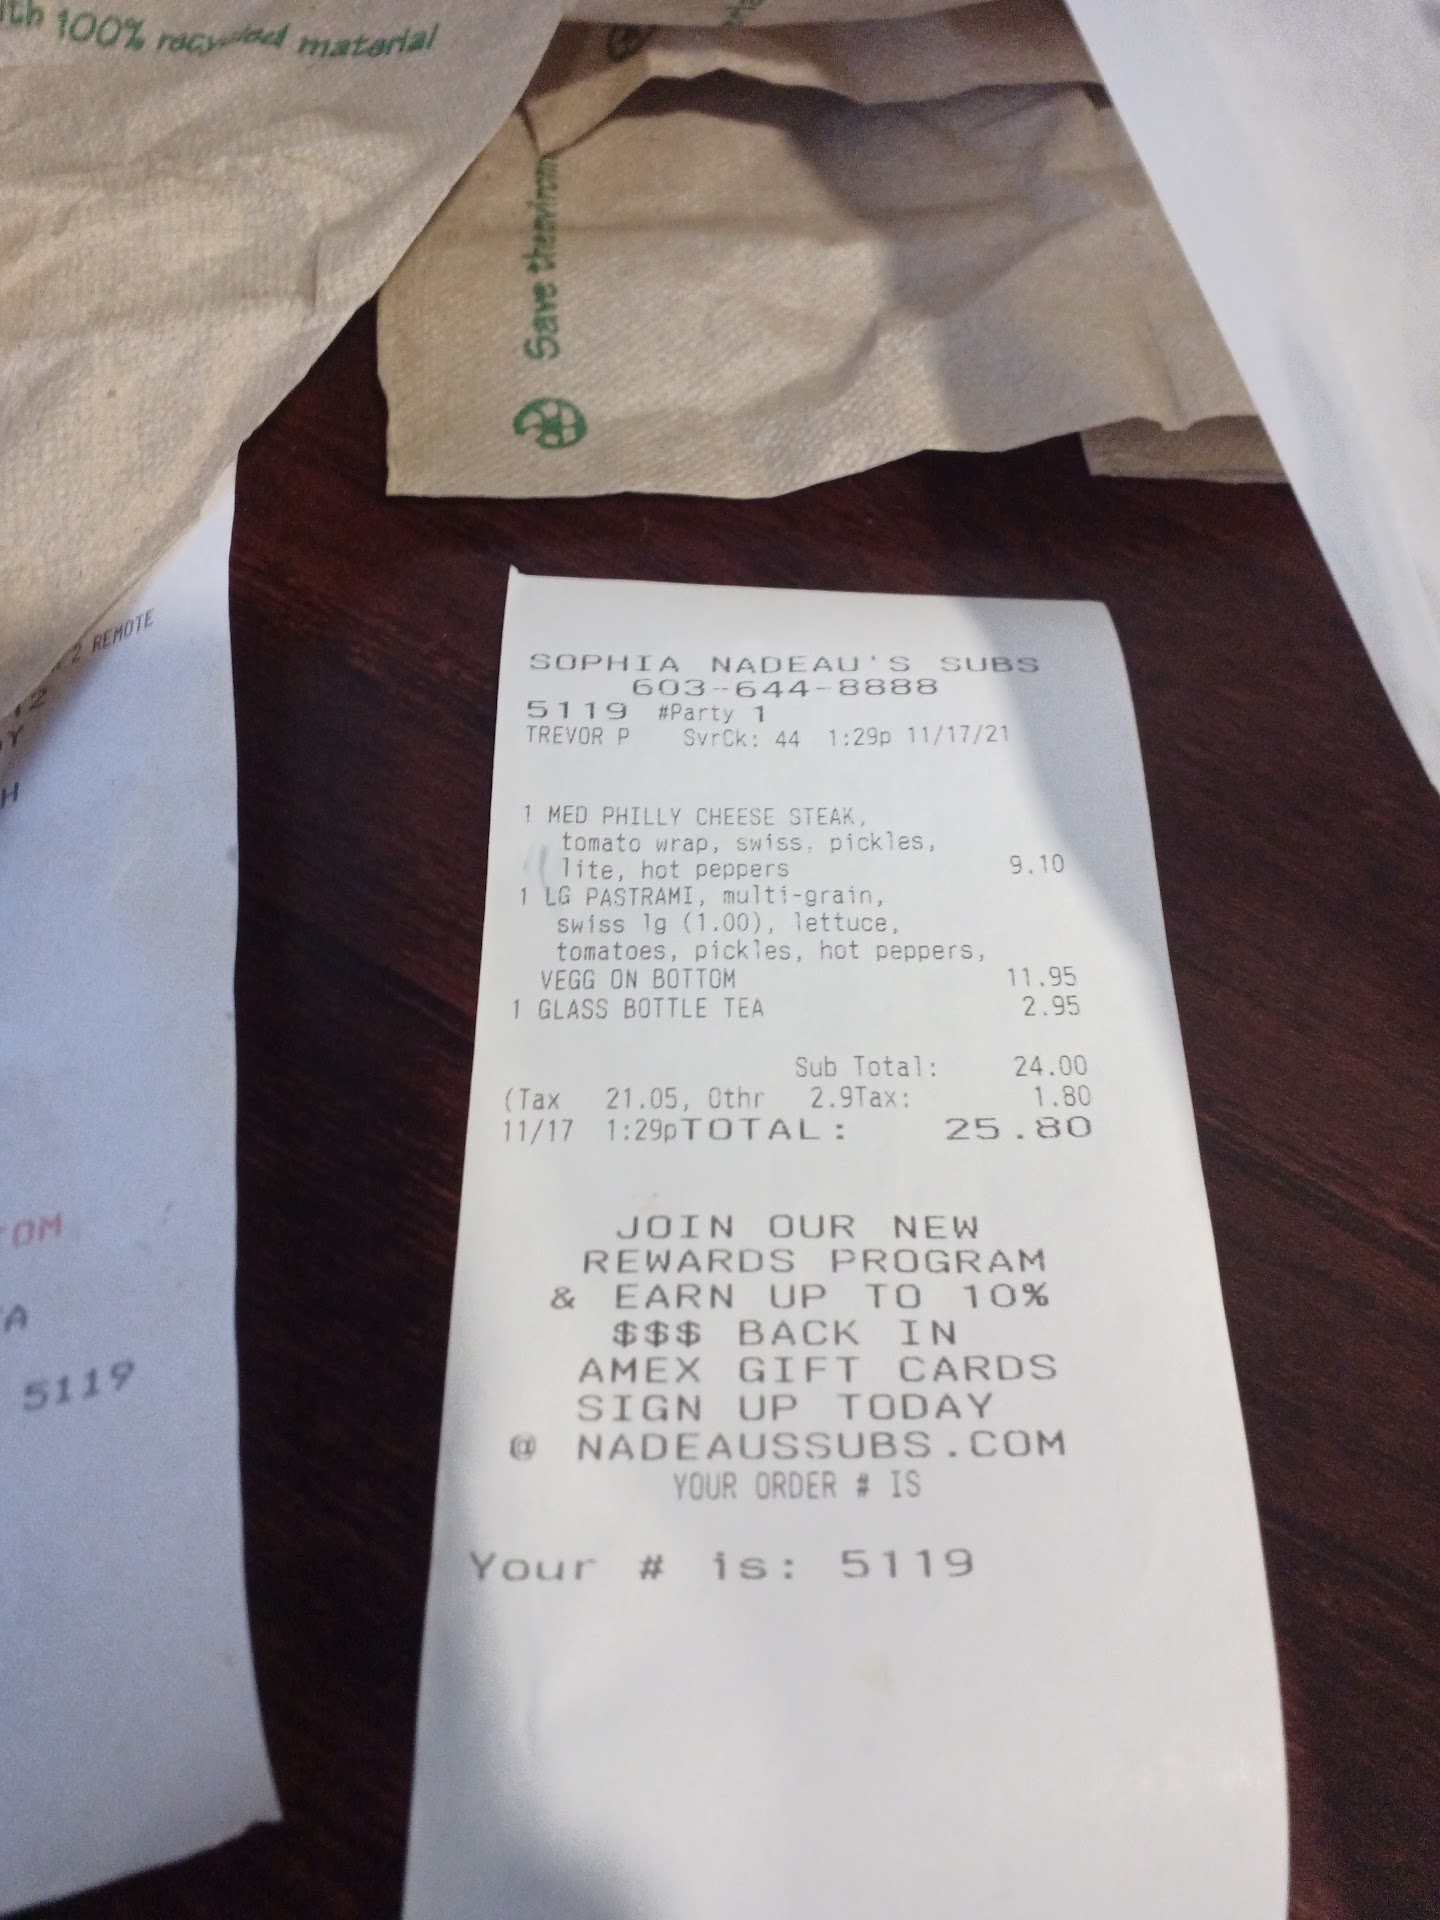 100% recycled material
Save the environ
2 REMOTE
12
Y
H
OM
TA
5119
SOPHIA NADEAU'S SUBS
603-644-8888
5119 #Party 1
TREVOR P SvrCk: 44 1:29p 11/17/21
1 MED PHILLY CHEESE STEAK,
tomato wrap, swiss, pickles,
lite, hot peppers 9.10
1 LG PASTRAMI, multi-grain,
swiss lg (1.00), lettuce,
tomatoes, pickles, hot peppers,
VEGG ON BOTTOM 11.95
1 GLASS BOTTLE TEA 2.95
Sub Total: 24.00
(Tax 21.05, Othr 2.9Tax: 1.80
11/17 1:29pTOTAL: 25.80
JOIN OUR NEW
REWARDS PROGRAM
& EARN UP TO 10%
$$$ BACK IN
AMEX GIFT CARDS
SIGN UP TODAY
@ NADEAUSSUBS.COM
YOUR ORDER # IS
Your # is: 5119